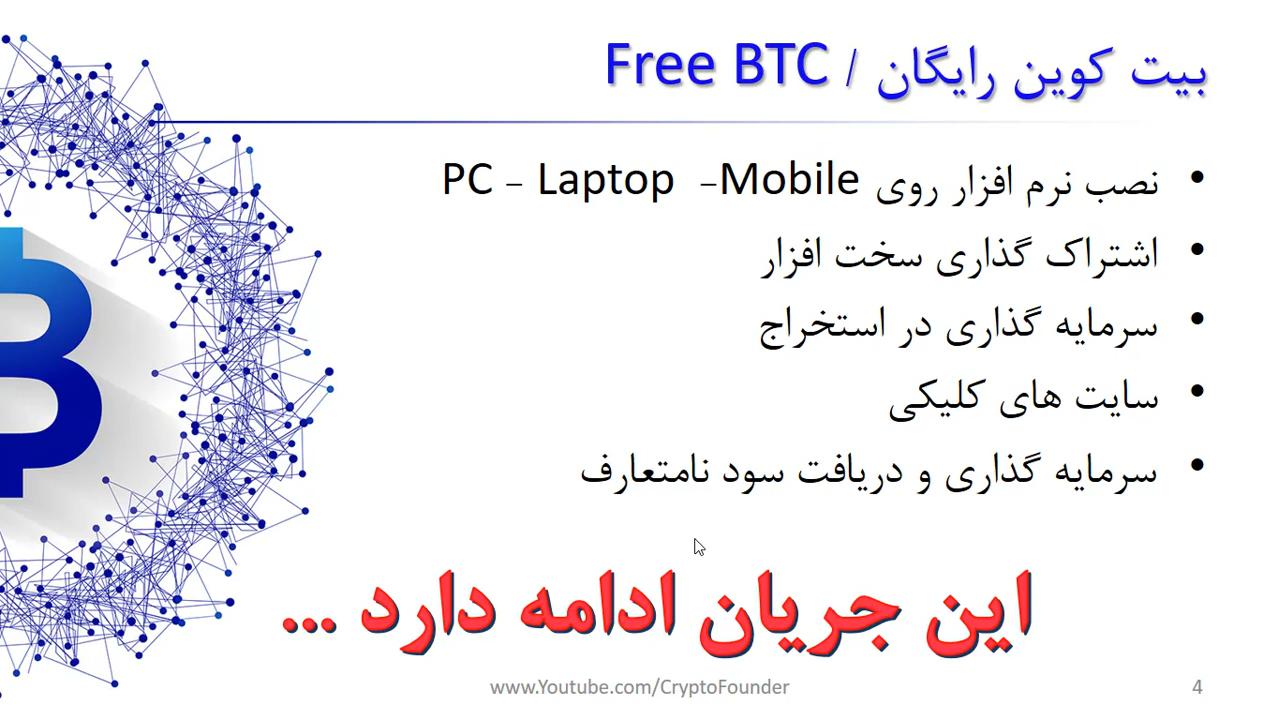 بیت کوین رایگان / Free BTC
• نصب نرم افزار روی PC – Laptop –Mobile
• اشتراک گذاری سخت افزار
• سرمایه گذاری در استخراج
• سایت های کلیکی
• سرمایه گذاری و دریافت سود نامتعارف
این جریان ادامه دارد ...
www.Youtube.com/CryptoFounder
4